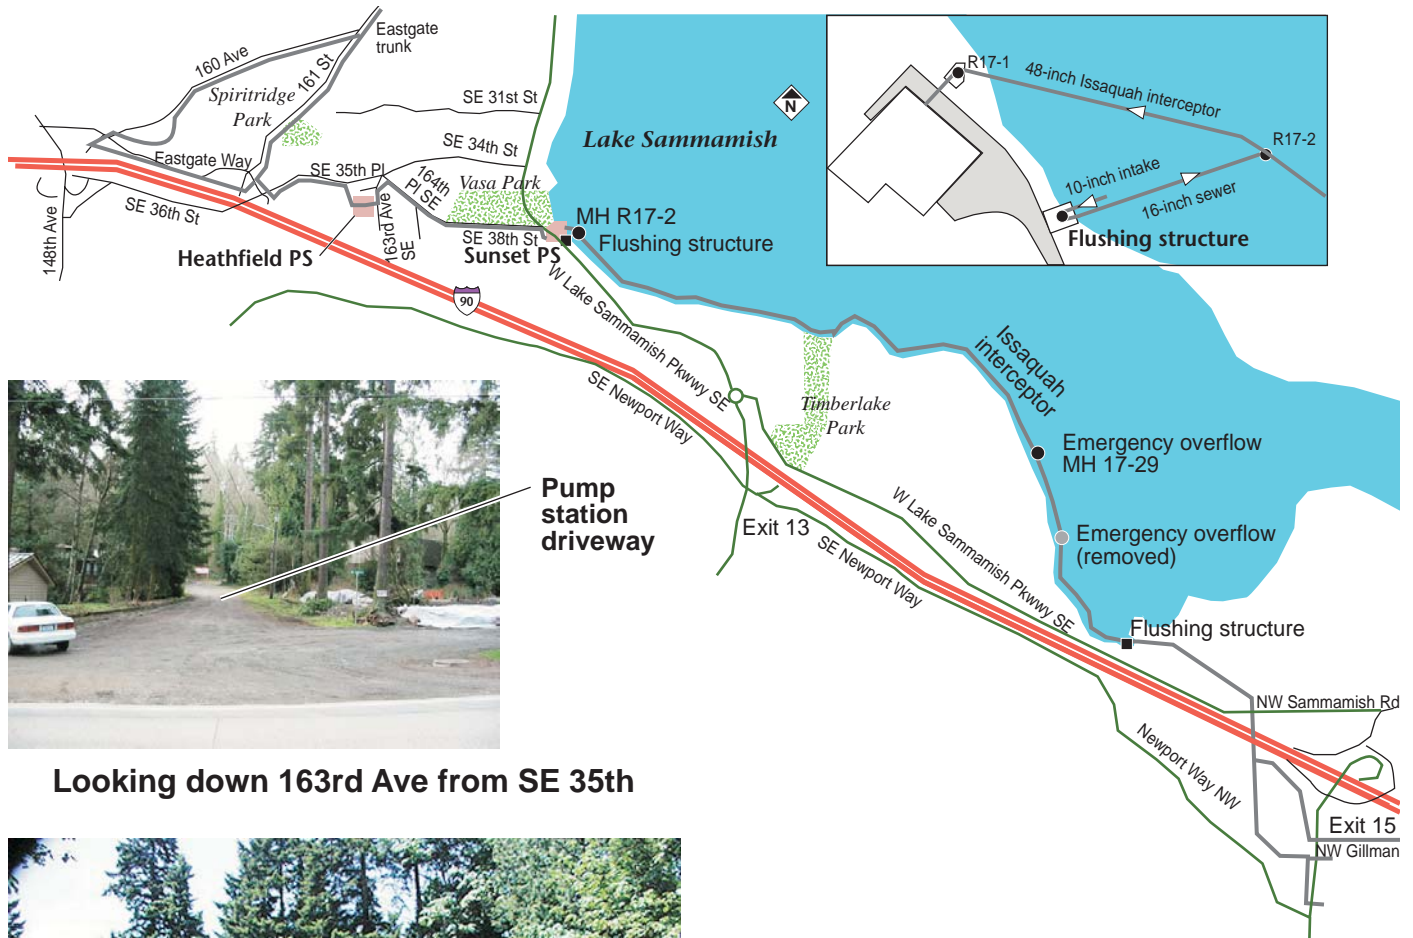 Eastgate
trunk
160 Ave
161 St
Spiritridge
Park
SE 31st St
SE 34th St
Eastgate Way
SE 35th Pl
164th
Pl SE
Vasa Park
SE 36th St
148th Ave
163rd Ave
SE
SE 38th St
Heathfield PS
Sunset PS
MH R17-2
Flushing structure
Lake Sammamish
N
R17-1
48-inch Issaquah interceptor
R17-2
10-inch intake
16-inch sewer
Flushing structure
90
W Lake Sammamish Pkwwy SE
SE Newport Way
Timberlake
Park
Issaquah
interceptor
Emergency overflow
MH 17-29
Emergency overflow
(removed)
Pump
station
driveway
Exit 13
SE Newport Way
W Lake Sammamish Pkwwy SE
Flushing structure
NW Sammamish Rd
Newport Way NW
Exit 15
NW Gillman
Looking down 163rd Ave from SE 35th